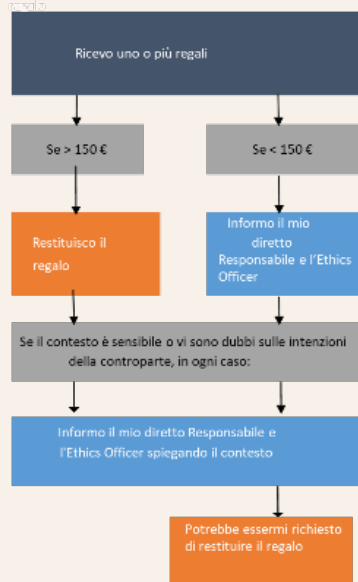 Ricevo uno o più regali
Se > 150 €
Se < 150 €
Restituisco il
regalo
Informo il mio
diretto
Responsabile e l'Ethics
Officer
Se il contesto è sensibile o vi sono dubbi sulle intenzioni
della controparte, in ogni caso:
Informo il mio diretto Responsabile e
l'Ethics Officer spiegando il contesto
Potrebbe essermi richiesto
di restituire il regalo